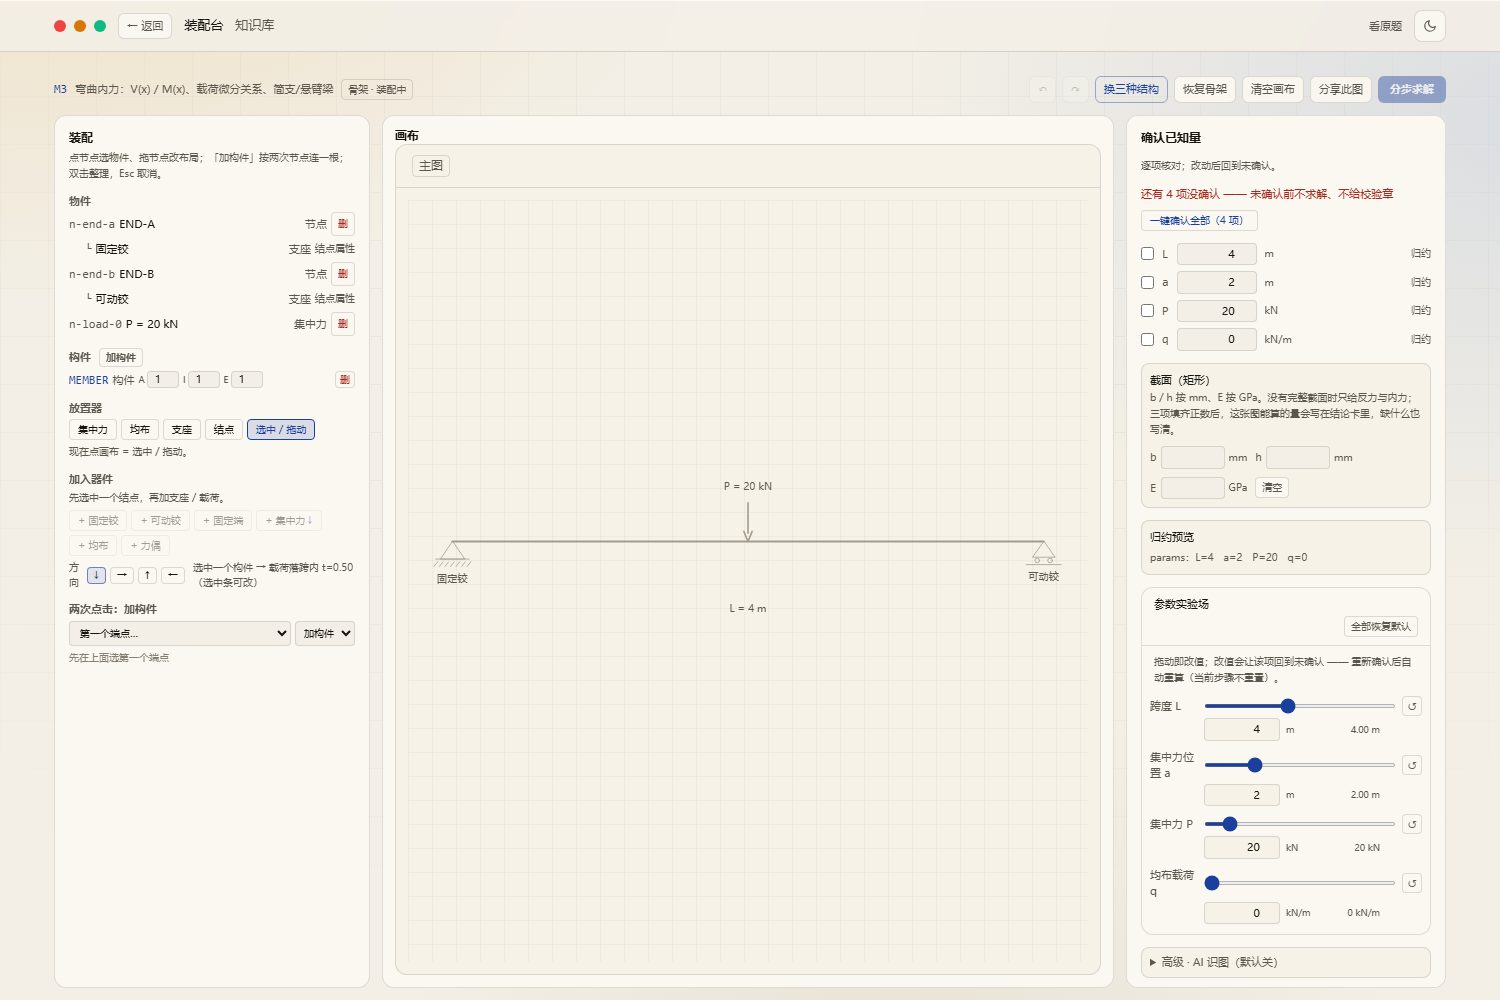 ← 返回
装配台
知识库
看原题
M3 弯曲内力：V(x) / M(x)、载荷微分关系、简支/悬臂梁
骨架 · 装配中
换三种结构
恢复骨架
清空画布
分享此图
分步求解
装配
点节点选物件、拖节点改布局；「加构件」按两次节点连一根；
双击整理，Esc 取消。
物件
n-end-a END-A 节点 删
└ 固定铰 支座 结点属性
n-end-b END-B 节点 删
└ 可动铰 支座 结点属性
n-load-0 P = 20 kN 集中力 删
构件 加构件
MEMBER 构件 A 1 I 1 E 1 删
放置器
集中力 均布 支座 结点 选中 / 拖动
现在点画布 = 选中 / 拖动。
加入器件
先选中一个结点，再加支座 / 载荷。
+ 固定铰 + 可动铰 + 固定端 + 集中力↓
+ 均布 + 力偶
方向 ↓ → ↑ ← 选中一个构件 → 载荷落跨内 t=0.50
（选中条可改）
两次点击：加构件
第一个端点... 加构件
先在上面选第一个端点
画布
主图
P = 20 kN
固定铰
可动铰
L = 4 m
确认已知量
逐项核对；改动后回到未确认。
还有 4 项没确认 —— 未确认前不求解、不给校验章
一键确认全部（4 项）
L 4 m 归约
a 2 m 归约
P 20 kN 归约
q 0 kN/m 归约
截面（矩形）
b / h 按 mm、E 按 GPa。没有完整截面时只给反力与内力；
三项填齐正数后，这张图能算的量会写在结论卡里，缺什么也
写清。
b mm h mm
E GPa 清空
归约预览
params: L=4 a=2 P=20 q=0
参数实验场
全部恢复默认
拖动即改值；改值会让该项回到未确认 —— 重新确认后自
动重算（当前步骤不重置）。
跨度 L ↺
4 m 4.00 m
集中力位
置 a ↺
2 m 2.00 m
集中力 P ↺
20 kN 20 kN
均布载荷
q ↺
0 kN/m 0 kN/m
▶ 高级 · AI 识图（默认关）